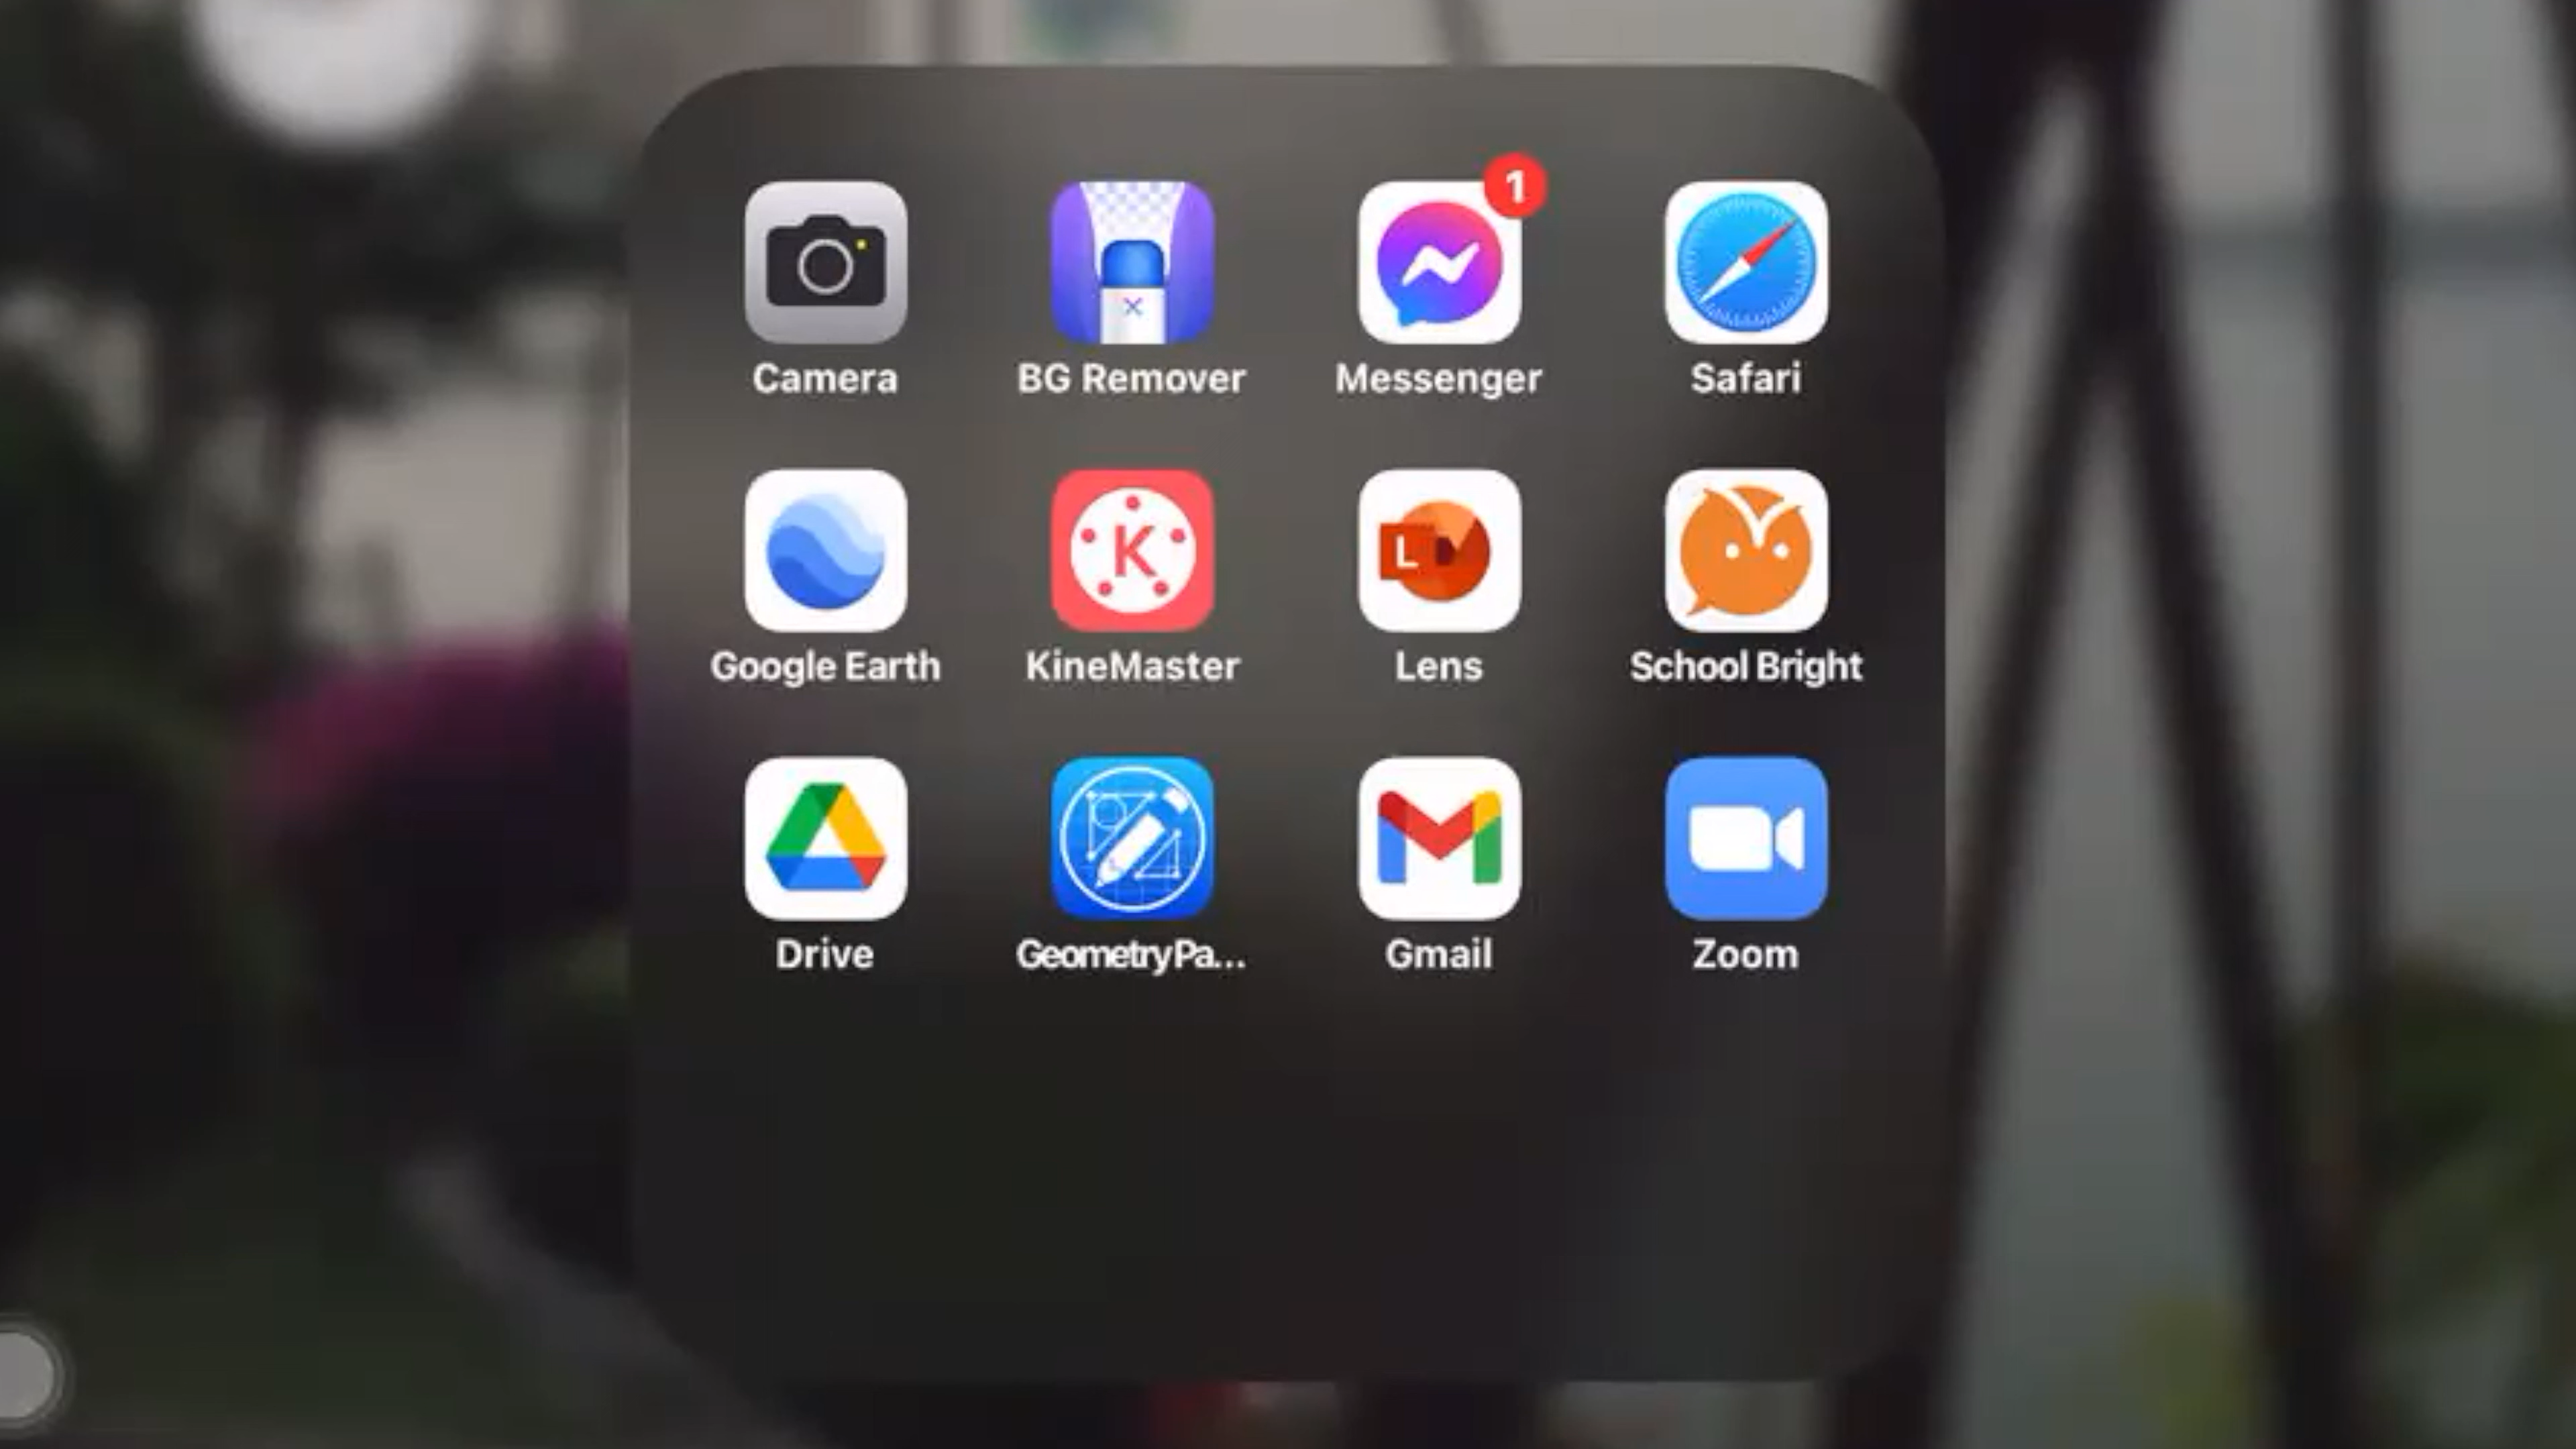 1
Camera
BG Remover
Messenger
Safari
K
L
Google Earth
KineMaster
Lens
School Bright
Drive
GeometryPa...
Gmail
Zoom